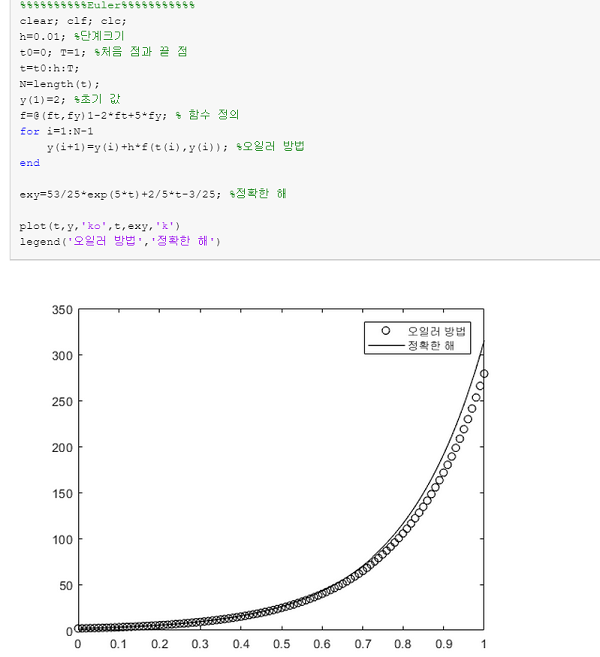 %%%%%%%%%%Euler%%%%%%%%%%%
clear; clf; clc;
h=0.01; %단계크기
t0=0; T=1; %처음 점과 끝 점
t=t0:h:T;
N=length(t);
y(1)=2; %초기 값
f=@(ft,fy)1-2*ft+5*fy; % 함수 정의
for i=1:N-1
    y(i+1)=y(i)+h*f(t(i),y(i)); %오일러 방법
end
exy=53/25*exp(5*t)+2/5*t-3/25; %정확한 해
plot(t,y,'ko',t,exy,'k')
legend('오일러 방법','정확한 해')
350
오일러 방법
정확한 해
300
250
200
150
100
50
0
0 0.1 0.2 0.3 0.4 0.5 0.6 0.7 0.8 0.9 1